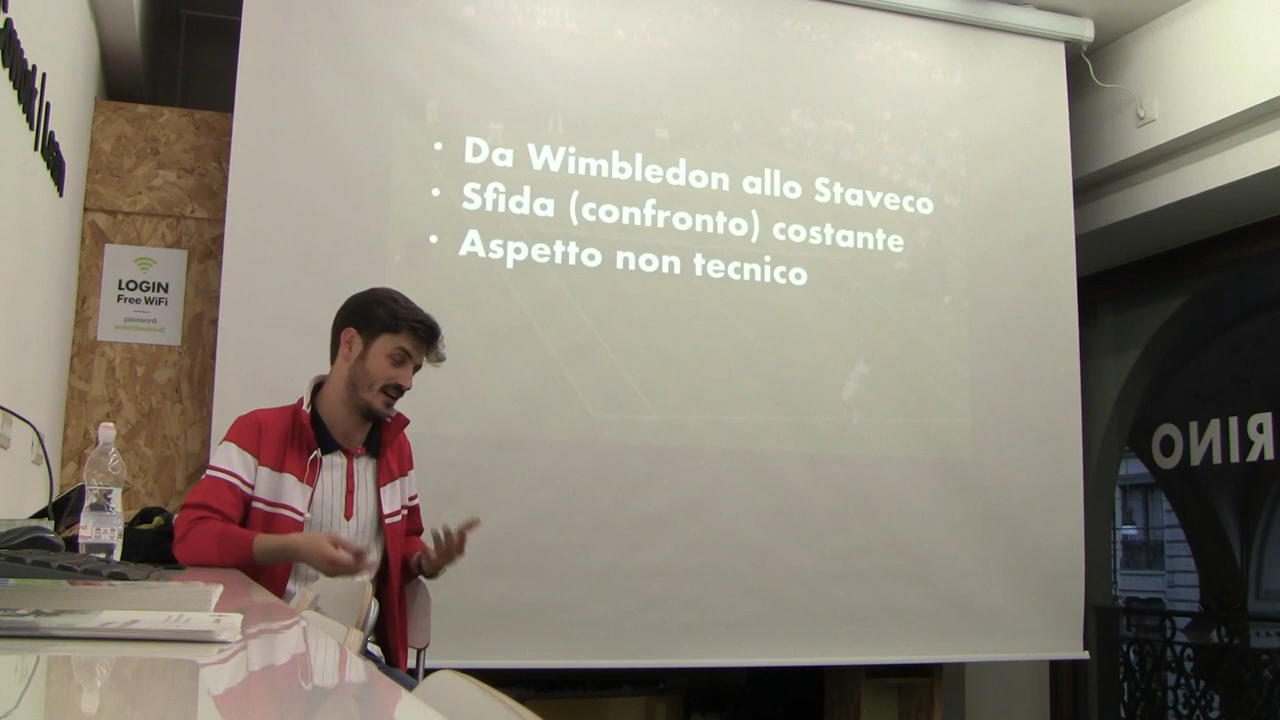 • Da Wimbledon allo Staveco
• Sfida (confronto) costante
• Aspetto non tecnico
LOGIN
Free WiFi
password
RINO